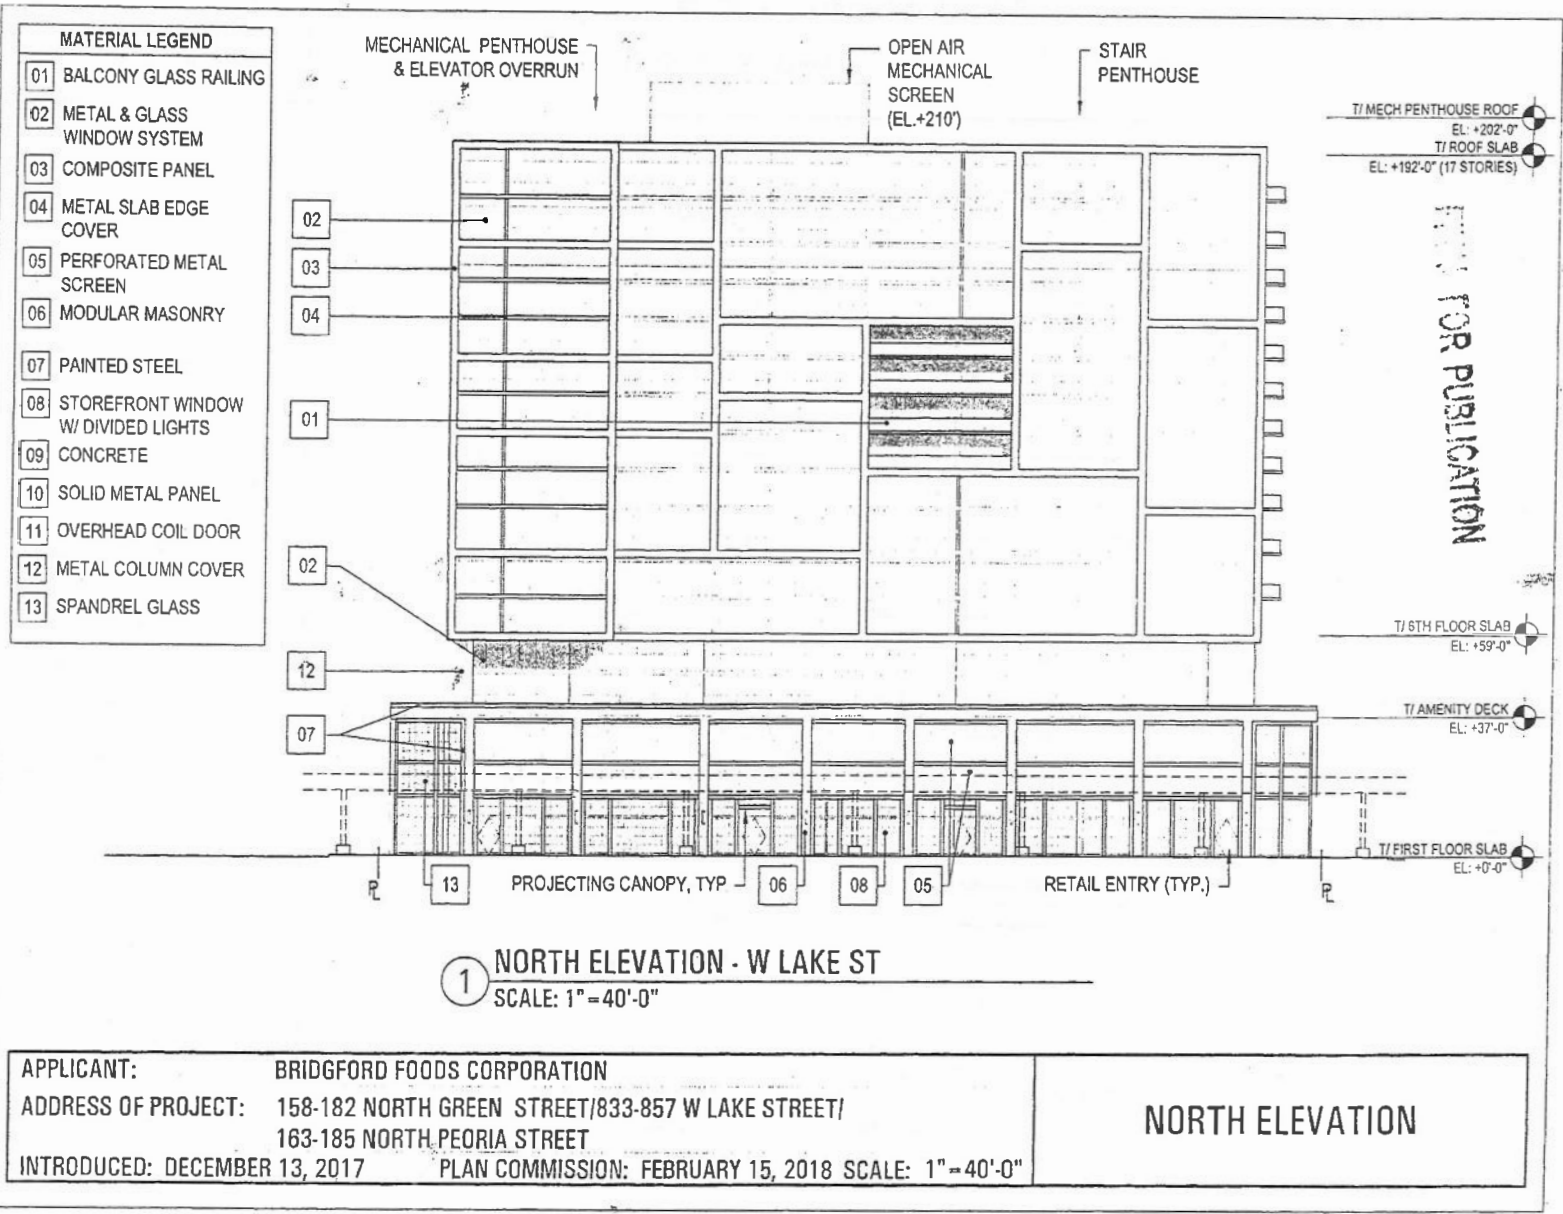 MATERIAL LEGEND
01 BALCONY GLASS RAILING
02 METAL & GLASS
WINDOW SYSTEM
03 COMPOSITE PANEL
04 METAL SLAB EDGE
COVER
05 PERFORATED METAL
SCREEN
06 MODULAR MASONRY
07 PAINTED STEEL
08 STOREFRONT WINDOW
W/ DIVIDED LIGHTS
09 CONCRETE
10 SOLID METAL PANEL
11 OVERHEAD COIL DOOR
12 METAL COLUMN COVER
13 SPANDREL GLASS
MECHANICAL PENTHOUSE
& ELEVATOR OVERRUN
OPEN AIR
MECHANICAL
SCREEN
(EL.+210')
STAIR
PENTHOUSE
T/ MECH PENTHOUSE ROOF
EL: +202'-0"
T/ ROOF SLAB
EL: +192'-0" (17 STORIES)
02
03
04
01
02
12
07
FOR PUBLICATION
T/ 6TH FLOOR SLAB
EL: +59'-0"
T/ AMENITY DECK
EL: +37'-0"
T/ FIRST FLOOR SLAB
EL: +0'-0"
PL
13
PROJECTING CANOPY, TYP
06
08
05
RETAIL ENTRY (TYP.)
PL
1
NORTH ELEVATION - W LAKE ST
SCALE: 1"=40'-0"
APPLICANT: BRIDGFORD FOODS CORPORATION
ADDRESS OF PROJECT: 158-182 NORTH GREEN STREET/833-857 W LAKE STREET/
163-185 NORTH PEORIA STREET
INTRODUCED: DECEMBER 13, 2017 PLAN COMMISSION: FEBRUARY 15, 2018 SCALE: 1"=40'-0"
NORTH ELEVATION